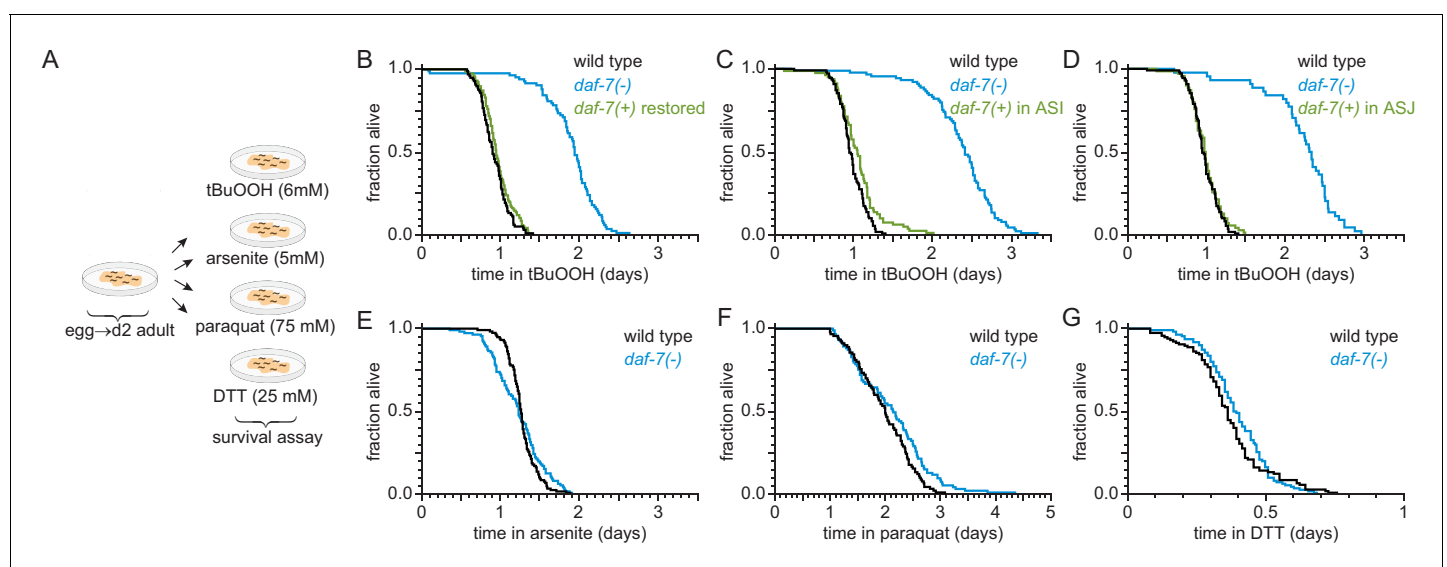 A
tBuOOH (6mM)
arsenite (5mM)
paraquat (75 mM)
DTT (25 mM)
egg→d2 adult
survival assay
B
wild type
daf-7(-)
daf-7(+) restored
fraction alive
1.0
0.5
0.0
0 1 2 3
time in tBuOOH (days)
C
wild type
daf-7(-)
daf-7(+) in ASI
fraction alive
1.0
0.5
0.0
0 1 2 3
time in tBuOOH (days)
D
wild type
daf-7(-)
daf-7(+) in ASJ
fraction alive
1.0
0.5
0.0
0 1 2 3
time in tBuOOH (days)
E
wild type
daf-7(-)
fraction alive
1.0
0.5
0.0
0 1 2 3
time in arsenite (days)
F
wild type
daf-7(-)
fraction alive
1.0
0.5
0.0
0 1 2 3 4 5
time in paraquat (days)
G
wild type
daf-7(-)
fraction alive
1.0
0.5
0.0
0 0.5 1
time in DTT (days)